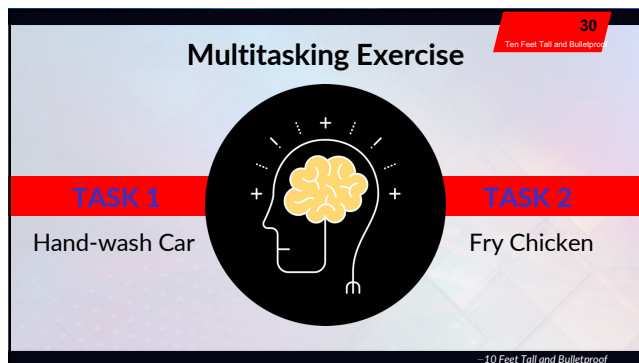 30
Ten Feet Tall and Bulletproof
Multitasking Exercise
TASK 1
TASK 2
Hand-wash Car
Fry Chicken
–10 Feet Tall and Bulletproof